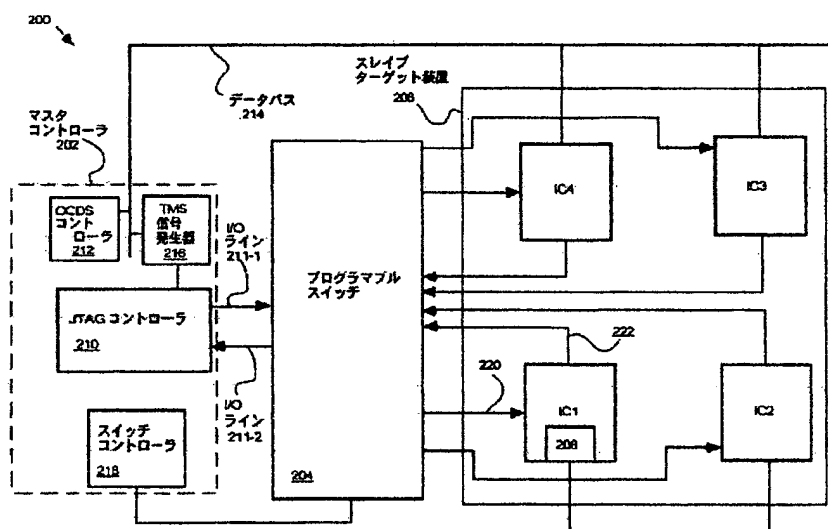 200
スレイブ
ターゲット装置
208
データバス
214
マスタ
コントローラ
202
OCDS
コント
ローラ
212
TMS
信号
発生器
216
I/O
ライン
211-1
JTAG コントローラ
210
I/O
ライン
211-2
スイッチ
コントローラ
218
プログラマブル
スイッチ
204
IC4
IC3
222
220
IC1
208
IC2